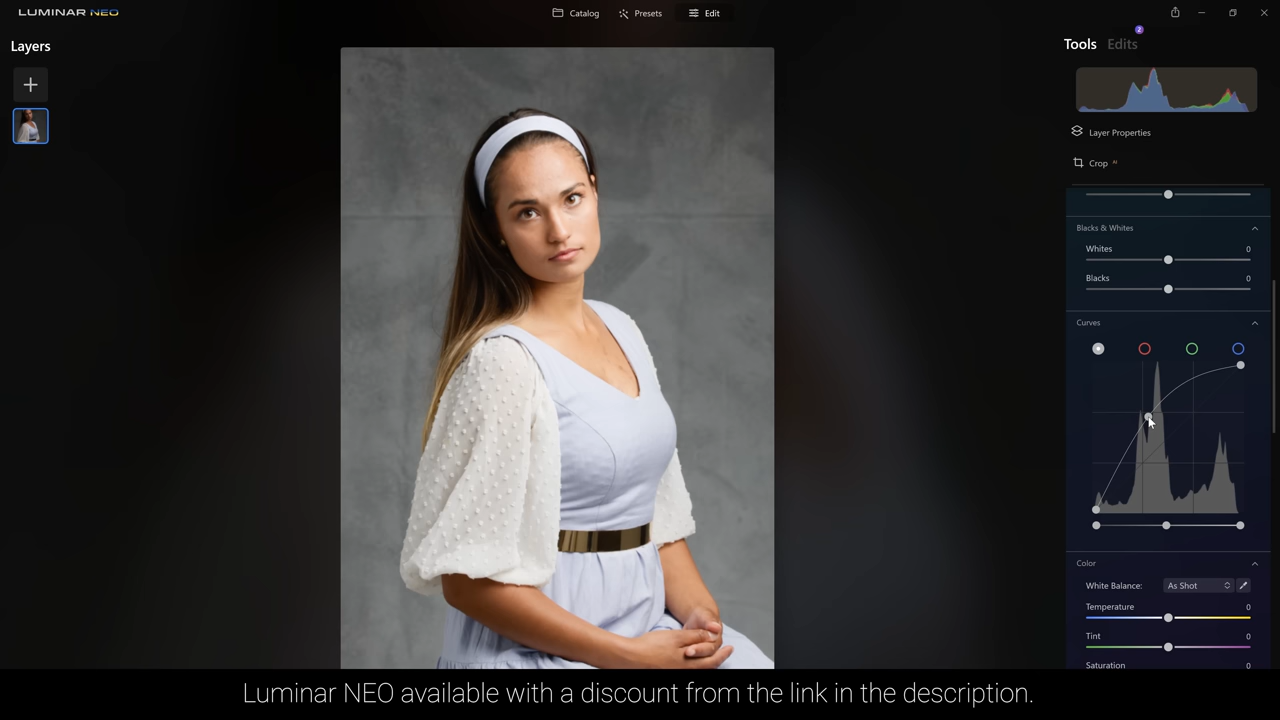 LUMINAR NEO
Catalog
Presets
Edit
Layers
Tools
Edits
2
Layer Properties
Crop AI
Blacks & Whites
Whites 0
Blacks 0
Curves
Color
White Balance: As Shot
Temperature 0
Tint 0
Saturation 0
Luminar NEO available with a discount from the link in the description.